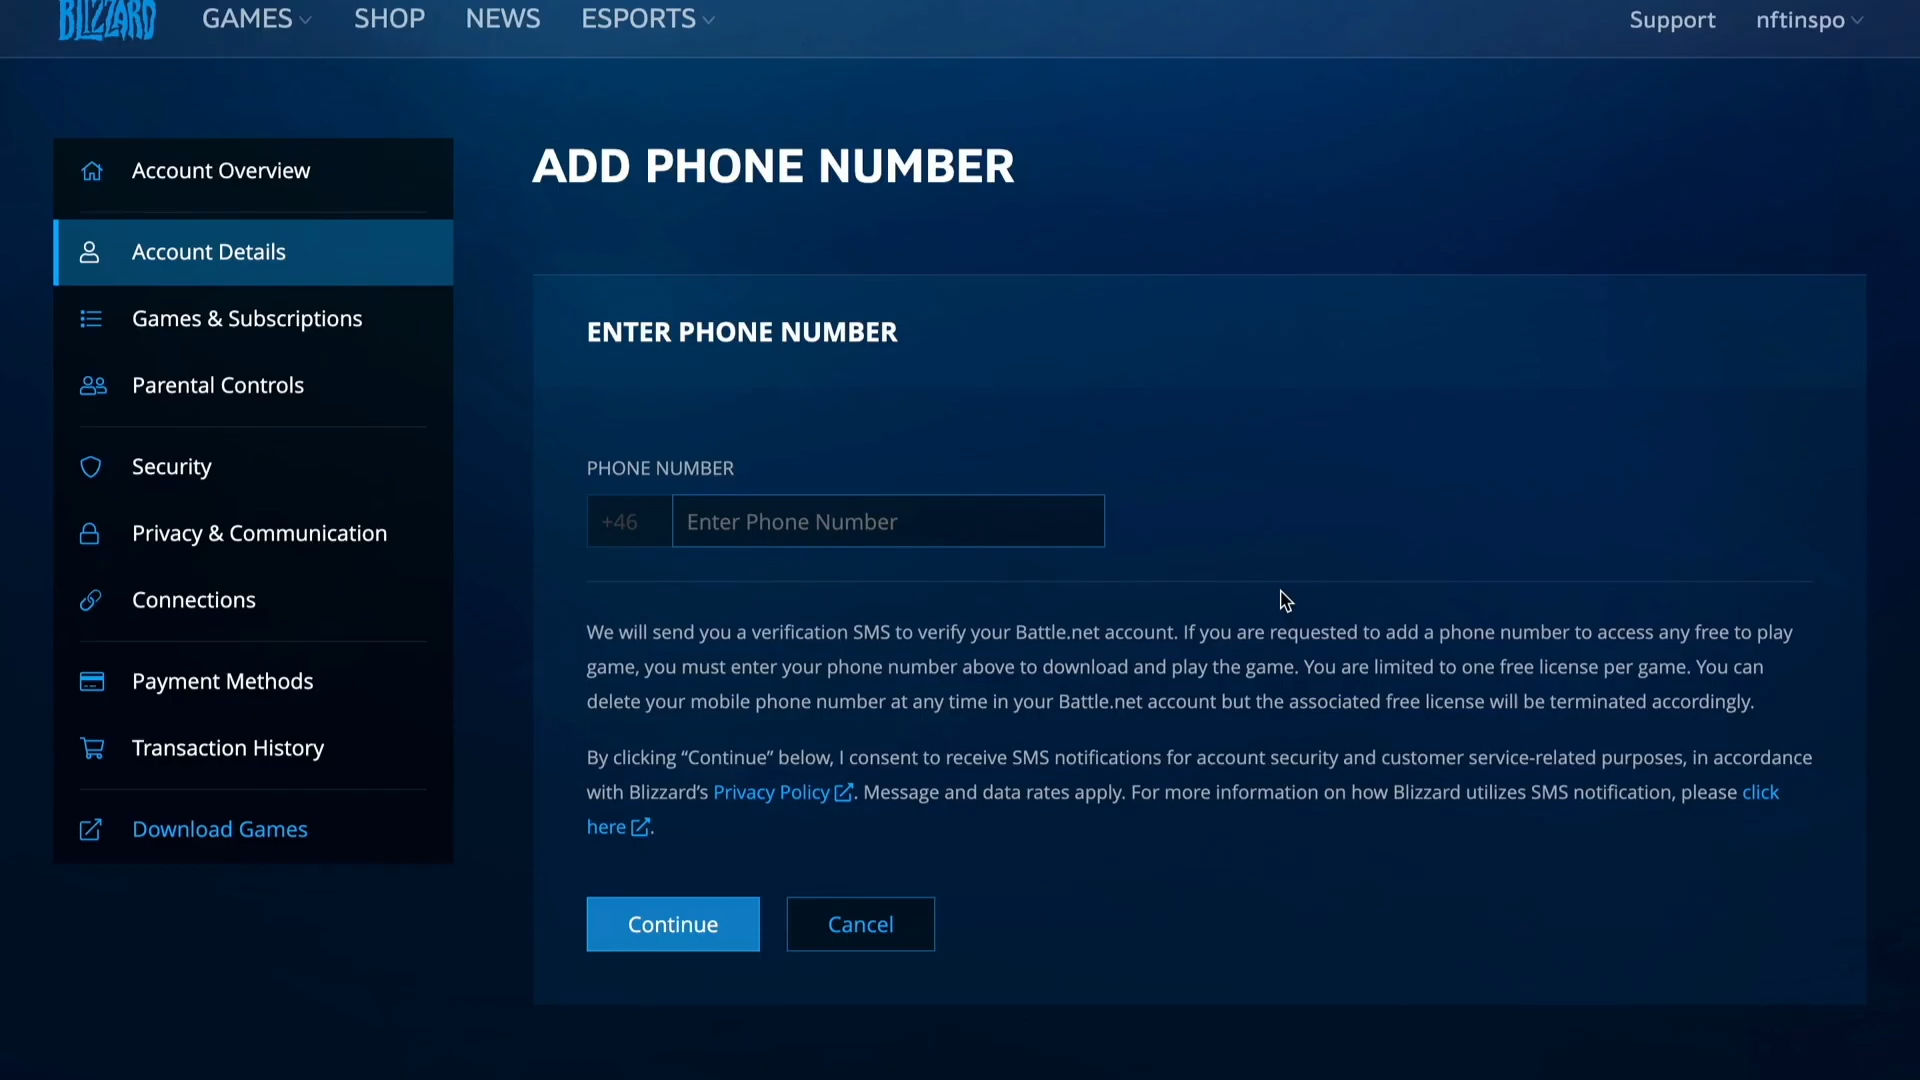 BLIZZARD GAMES SHOP NEWS ESPORTS Support nftinspo
Account Overview
Account Details
Games & Subscriptions
Parental Controls
Security
Privacy & Communication
Connections
Payment Methods
Transaction History
Download Games
ADD PHONE NUMBER
ENTER PHONE NUMBER
PHONE NUMBER
+46 Enter Phone Number
We will send you a verification SMS to verify your Battle.net account. If you are requested to add a phone number to access any free to play
game, you must enter your phone number above to download and play the game. You are limited to one free license per game. You can
delete your mobile phone number at any time in your Battle.net account but the associated free license will be terminated accordingly.
By clicking “Continue” below, I consent to receive SMS notifications for account security and customer service-related purposes, in accordance
with Blizzard’s Privacy Policy. Message and data rates apply. For more information on how Blizzard utilizes SMS notification, please click
here.
Continue Cancel